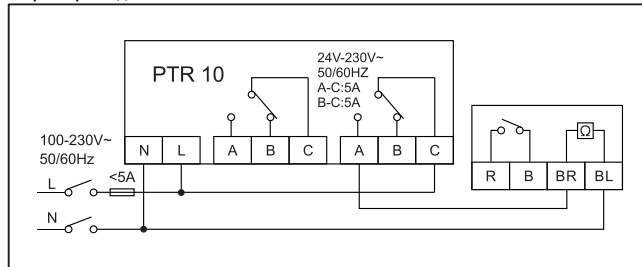 PTR 10
24V-230V~
50/60HZ
A-C:5A
B-C:5A
100-230V~
50/60Hz
N L A B C A B C
R B BR BL
L <5A
N
Ω